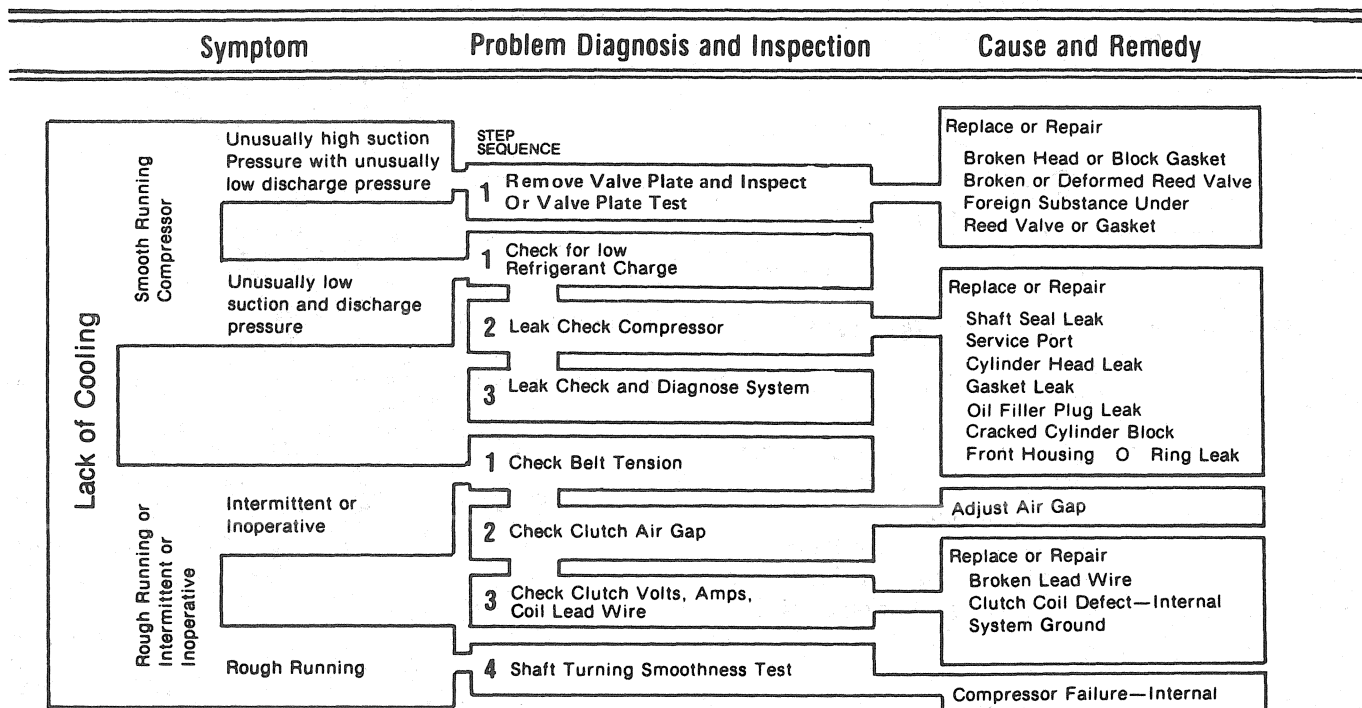 Symptom
Problem Diagnosis and Inspection
Cause and Remedy
Lack of Cooling
Smooth Running
Compressor
Unusually high suction
Pressure with unusually
low discharge pressure
STEP
SEQUENCE
1 Remove Valve Plate and Inspect
Or Valve Plate Test
Replace or Repair
Broken Head or Block Gasket
Broken or Deformed Reed Valve
Foreign Substance Under
Reed Valve or Gasket
Unusually low
suction and discharge
pressure
1 Check for low
Refrigerant Charge
2 Leak Check Compressor
3 Leak Check and Diagnose System
Replace or Repair
Shaft Seal Leak
Service Port
Cylinder Head Leak
Gasket Leak
Oil Filler Plug Leak
Cracked Cylinder Block
Front Housing O Ring Leak
Rough Running or
Intermittent or
Inoperative
Intermittent or
Inoperative
1 Check Belt Tension
2 Check Clutch Air Gap
Adjust Air Gap
3 Check Clutch Volts, Amps,
Coil Lead Wire
Replace or Repair
Broken Lead Wire
Clutch Coil Defect—Internal
System Ground
Rough Running
4 Shaft Turning Smoothness Test
Compressor Failure—Internal